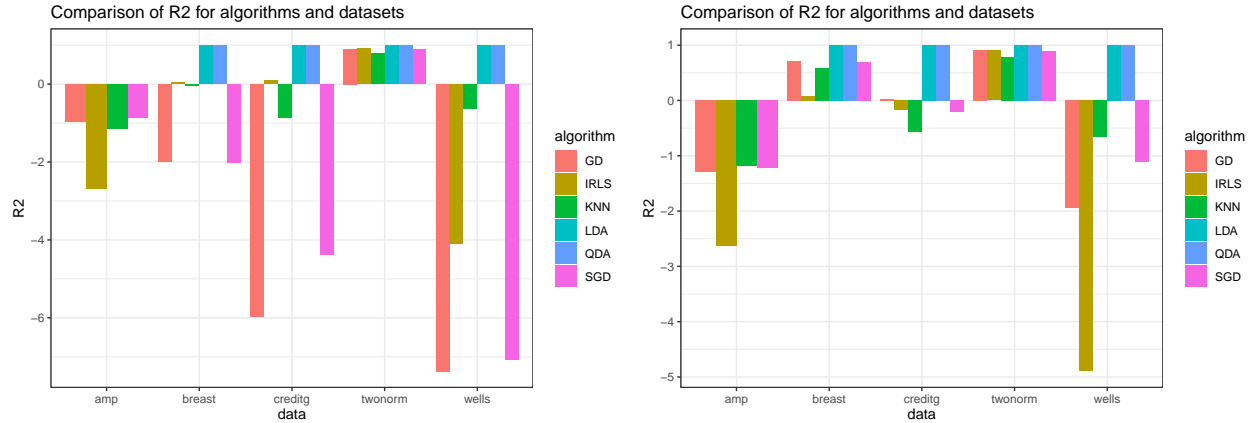 Comparison of R2 for algorithms and datasets
0
−2
−4
−6
R2
amp breast creditg twonorm wells
data
algorithm
GD
IRLS
KNN
LDA
QDA
SGD
Comparison of R2 for algorithms and datasets
1
0
−1
−2
−3
−4
−5
R2
amp breast creditg twonorm wells
data
algorithm
GD
IRLS
KNN
LDA
QDA
SGD